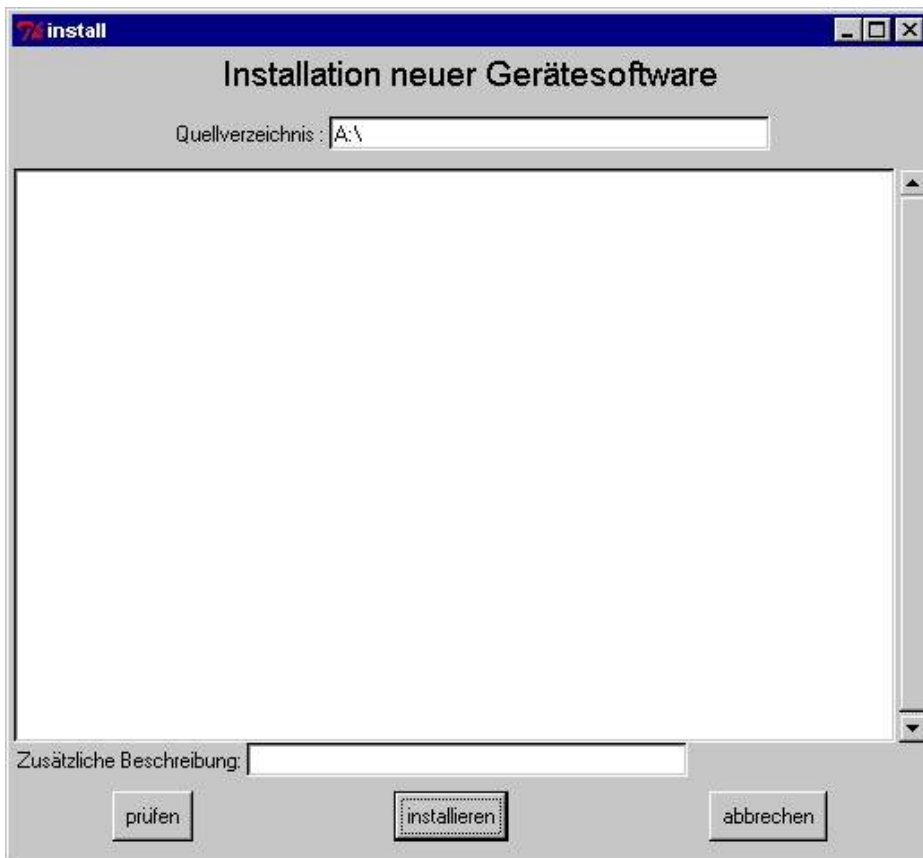 install
Installation neuer Gerätesoftware
Quellverzeichnis : A:\
Zusätzliche Beschreibung:
prüfen installieren abbrechen